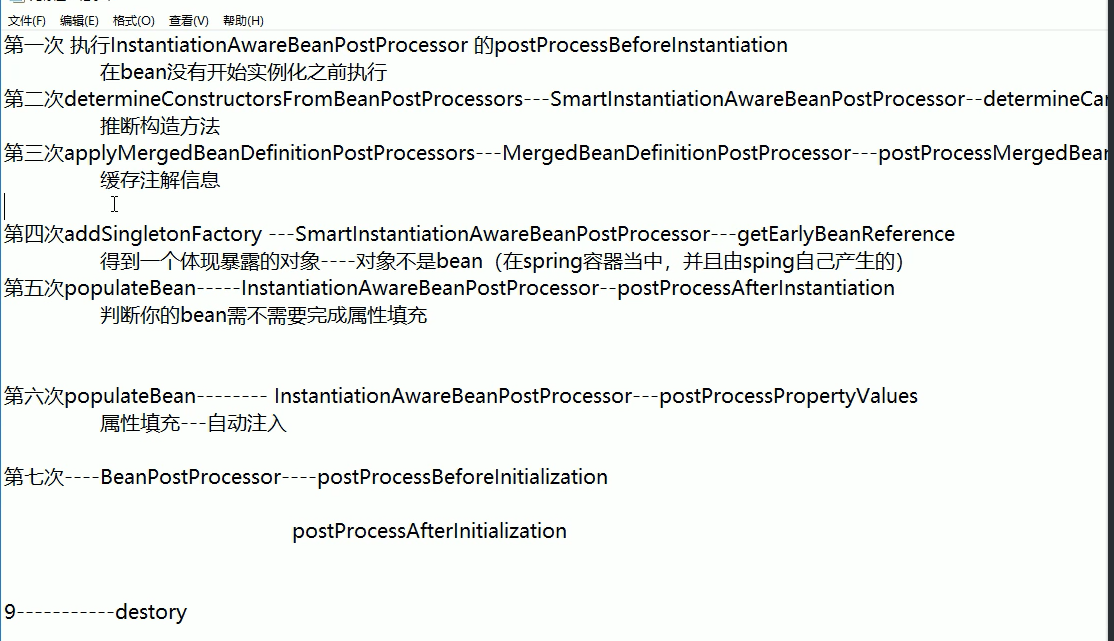 文件(F) 编辑(E) 格式(O) 查看(V) 帮助(H)
第一次 执行InstantiationAwareBeanPostProcessor 的postProcessBeforeInstantiation
在bean没有开始实例化之前执行
第二次determineConstructorsFromBeanPostProcessors---SmartInstantiationAwareBeanPostProcessor--determineCan
推断构造方法
第三次applyMergedBeanDefinitionPostProcessors---MergedBeanDefinitionPostProcessor---postProcessMergedBean
缓存注解信息
第四次addSingletonFactory ---SmartInstantiationAwareBeanPostProcessor---getEarlyBeanReference
得到一个体现暴露的对象----对象不是bean（在spring容器当中，并且由sping自己产生的）
第五次populateBean-----InstantiationAwareBeanPostProcessor--postProcessAfterInstantiation
判断你的bean需不需要完成属性填充
第六次populateBean-------- InstantiationAwareBeanPostProcessor---postProcessPropertyValues
属性填充---自动注入
第七次----BeanPostProcessor----postProcessBeforeInitialization
postProcessAfterInitialization
9-----------destory